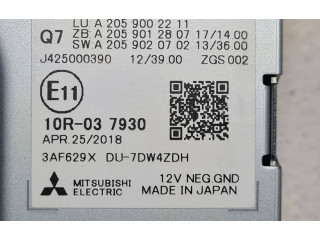 LU: A 205 900 22 11
Q7 ZB: A 205 901 28 07 17/14 00
SW: A 205 902 07 02 13/36.00
J425000390 12/39.00 ZGS 002
E11
10R-03 7930
APR.25/2018
3AF629X DU-7DW4ZDH
MITSUBISHI ELECTRIC
12V NEG.GND
MADE IN JAPAN